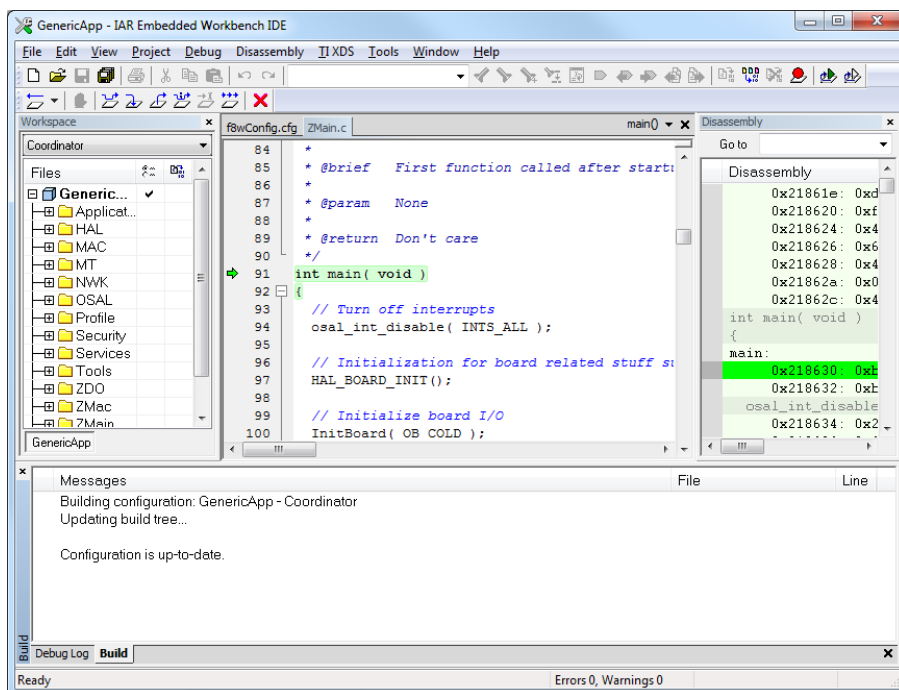 GenericApp - IAR Embedded Workbench IDE
File Edit View Project Debug Disassembly TI XDS Tools Window Help
Workspace
Coordinator
Files
Generic...
Applicat...
HAL
MAC
MT
NWK
OSAL
Profile
Security
Services
Tools
ZDO
ZMac
ZMain
GenericApp
f8wConfig.cfg ZMain.c main()
84 *
85 * @brief First function called after startu
86 *
87 * @param None
88 *
89 * @return Don't care
90 */
91 int main( void )
92 {
93 // Turn off interrupts
94 osal_int_disable( INTS_ALL );
95
96 // Initialization for board related stuff su
97 HAL_BOARD_INIT();
98
99 // Initialize board I/O
100 InitBoard( OB_COLD );
Disassembly
Go to
Disassembly
0x21861e: 0xd
0x218620: 0xf
0x218624: 0x4
0x218626: 0x6
0x218628: 0x4
0x21862a: 0x0
0x21862c: 0x4
int main( void )
{
main:
0x218630: 0xb
0x218632: 0xb
osal_int_disable
0x218634: 0x2
Messages File Line
Building configuration: GenericApp - Coordinator
Updating build tree...
Configuration is up-to-date.
Build
Debug Log Build
Ready Errors 0, Warnings 0